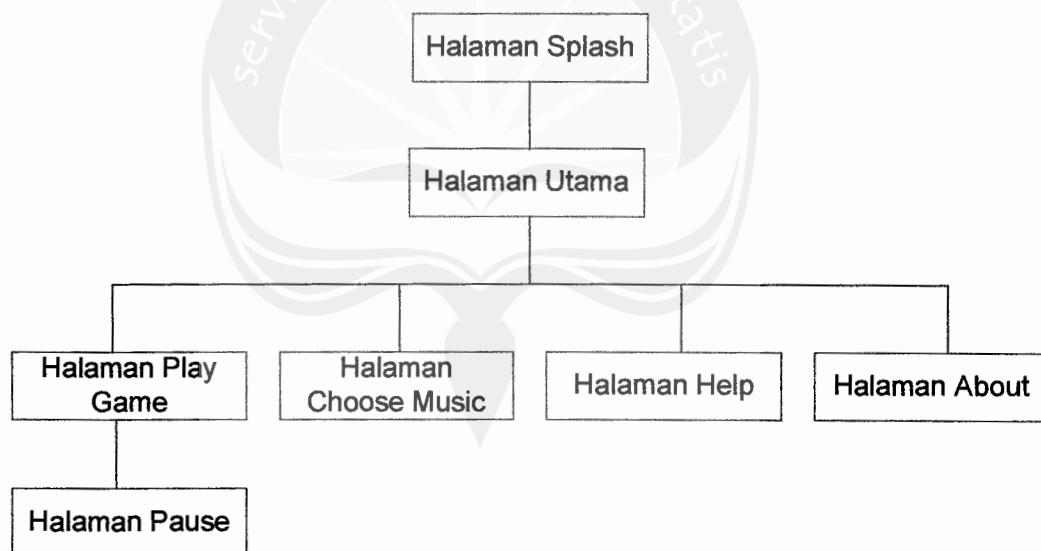 Halaman Splash
Halaman Utama
Halaman Play
Game
Halaman
Choose Music
Halaman Help
Halaman About
Halaman Pause